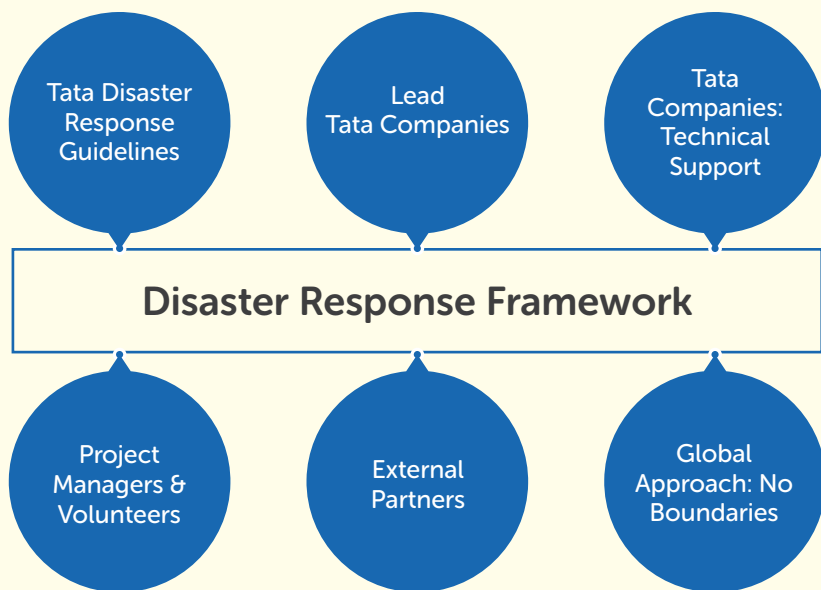 Tata Disaster
Response
Guidelines
Lead
Tata Companies
Tata
Companies:
Technical
Support
Disaster Response Framework
Project
Managers &
Volunteers
External
Partners
Global
Approach: No
Boundaries